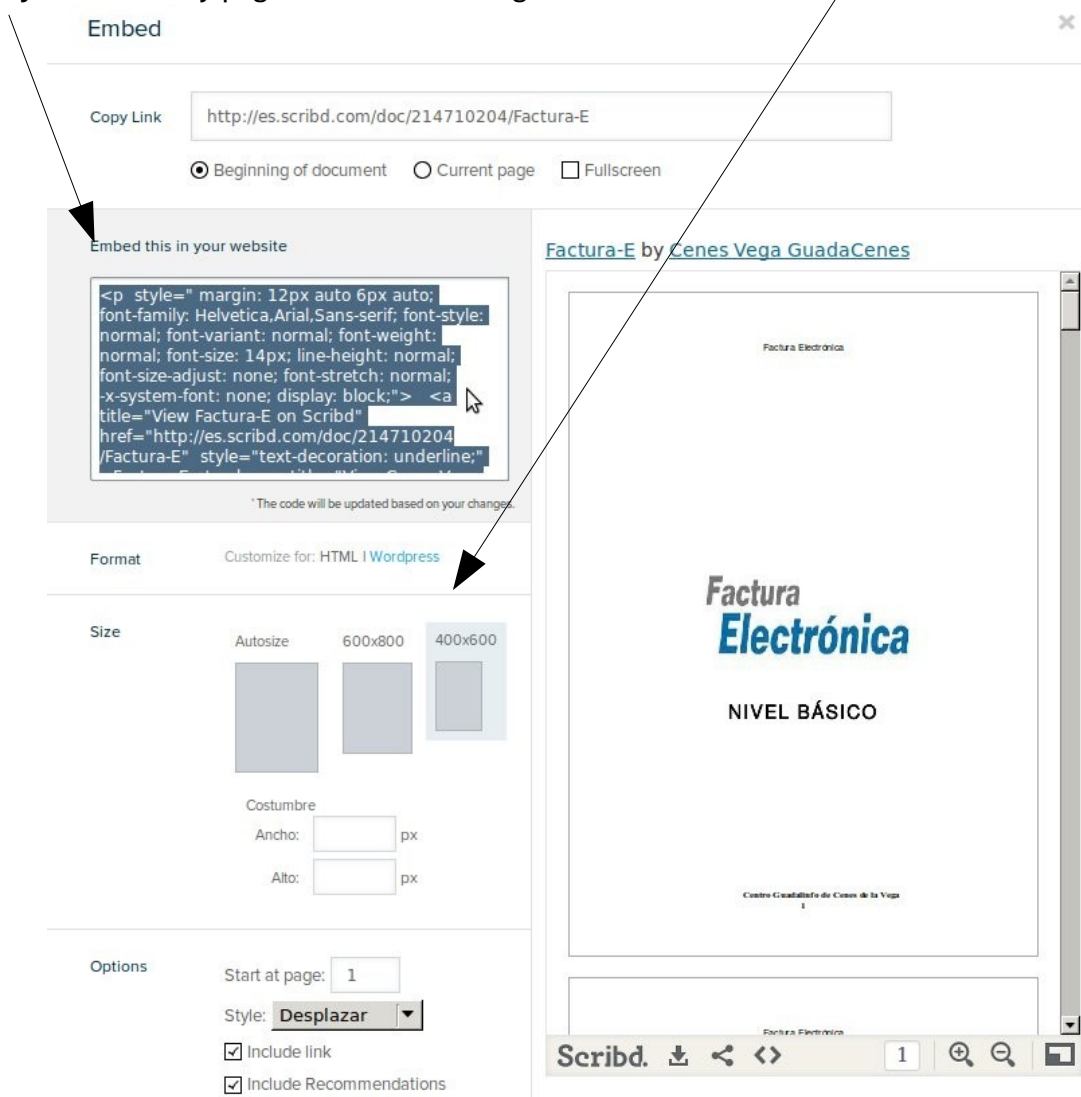 Embed
Copy Link
http://es.scribd.com/doc/214710204/Factura-E
Beginning of document
Current page
Fullscreen
Embed this in your website
<p style=" margin: 12px auto 6px auto;
font-family: Helvetica,Arial,Sans-serif; font-style:
normal; font-variant: normal; font-weight:
normal; font-size: 14px; line-height: normal;
font-size-adjust: none; font-stretch: normal;
-x-system-font: none; display: block;"> <a
title="View Factura-E on Scribd"
href="http://es.scribd.com/doc/214710204
/Factura-E" style="text-decoration: underline;"
*The code will be updated based on your changes.
Format
Customize for: HTML | Wordpress
Size
Autosize
600x800
400x600
Costumbre
Ancho:
px
Alto:
px
Options
Start at page: 1
Style: Desplazar
Include link
Include Recommendations
Factura-E by Cenes Vega GuadaCenes
Factura Electrónica
Factura
Electrónica
NIVEL BÁSICO
Centro Guadalinfo de Cenes de la Vega
1
Factura Electrónica
Scribd.
1